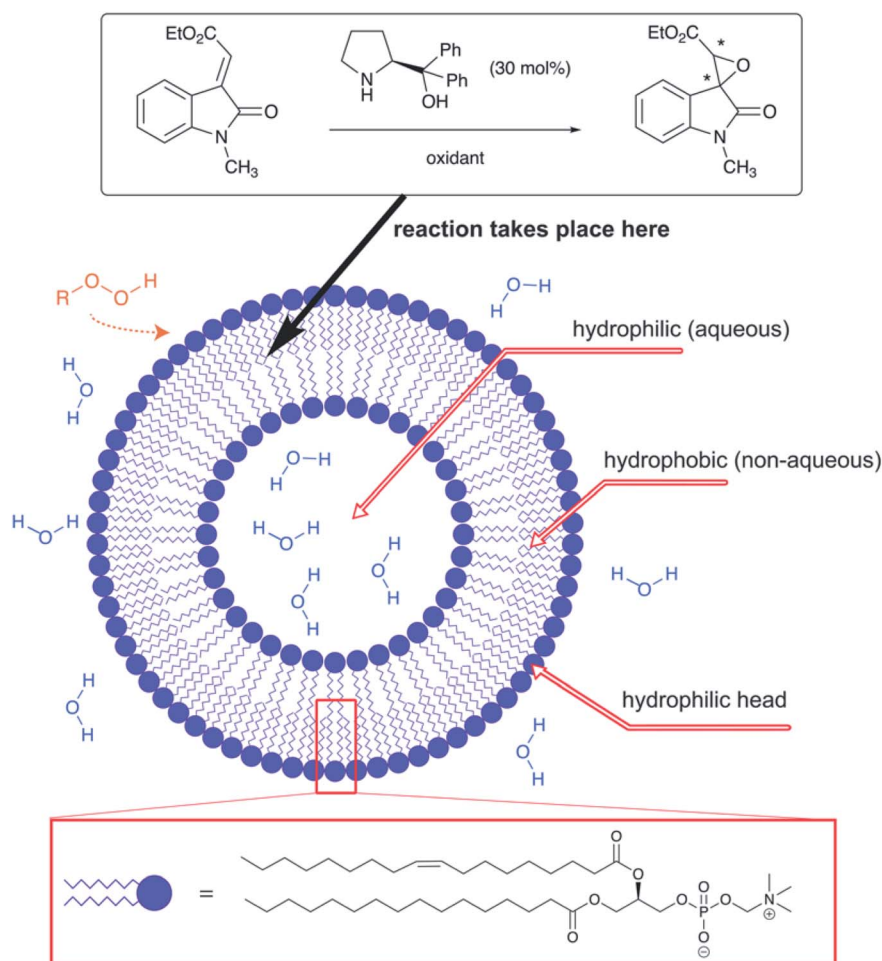 EtO₂C
O
N
CH₃
N
H
Ph
Ph
OH
(30 mol%)
oxidant
EtO₂C
*
O
*
O
N
CH₃
reaction takes place here
R
O
O
H
O
H
H
hydrophilic (aqueous)
H
O
H
O
H
H
hydrophobic (non-aqueous)
H
O
H
O
H
H
H
O
H
H
O
H
H
O
H
H
O
H
hydrophilic head
H
O
H
H
O
H
=
O
O
O
O
O
P
O
O
⊖
N
⊕